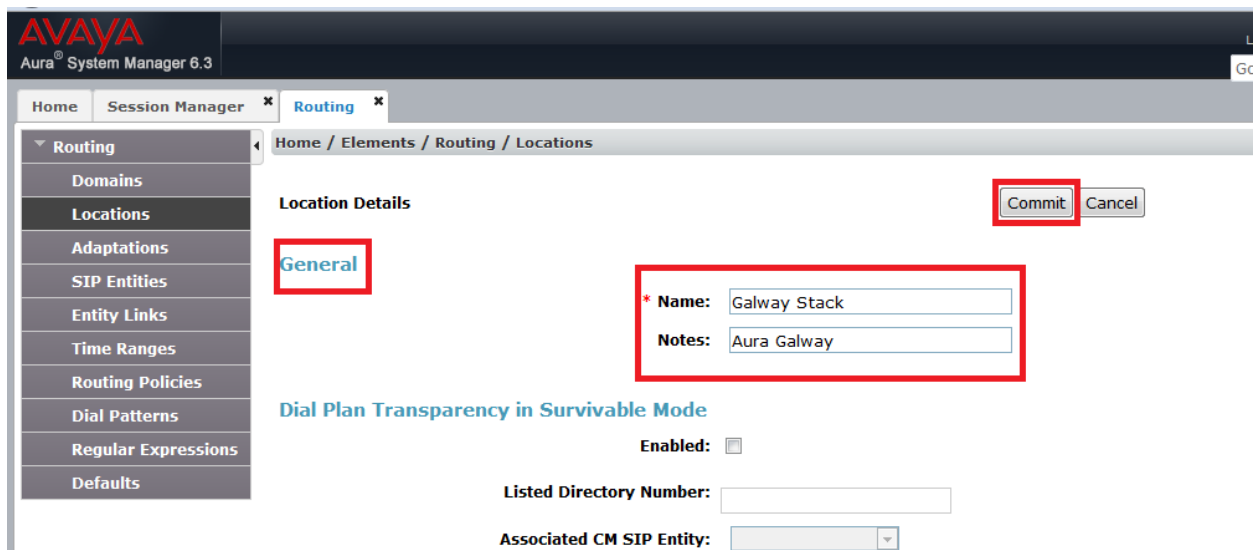 AVAYA
Aura® System Manager 6.3
L
Go
Home Session Manager Routing
Routing
Home / Elements / Routing / Locations
Domains
Locations
Adaptations
SIP Entities
Entity Links
Time Ranges
Routing Policies
Dial Patterns
Regular Expressions
Defaults
Location Details
Commit Cancel
General
* Name: Galway Stack
Notes: Aura Galway
Dial Plan Transparency in Survivable Mode
Enabled:
Listed Directory Number:
Associated CM SIP Entity: